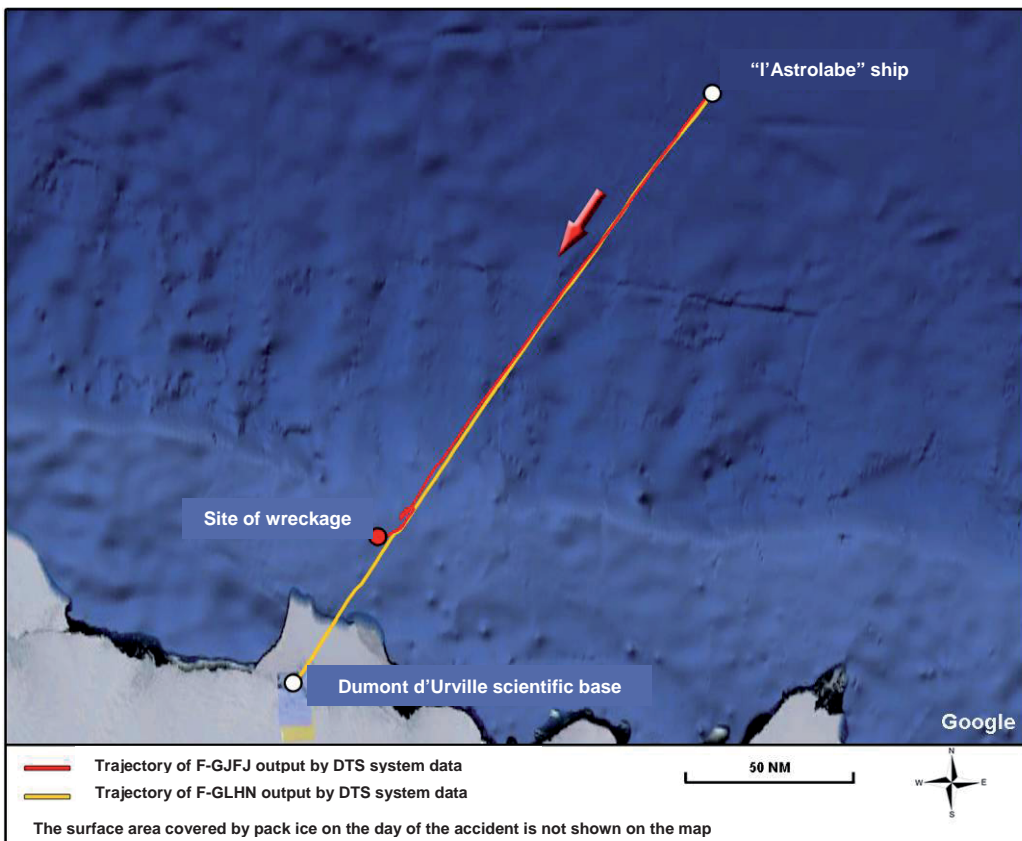 “l’Astrolabe” ship
Site of wreckage
Dumont d’Urville scientific base
Google
Trajectory of F-GJFJ output by DTS system data
50 NM
Trajectory of F-GLHN output by DTS system data
N
W E
S
The surface area covered by pack ice on the day of the accident is not shown on the map